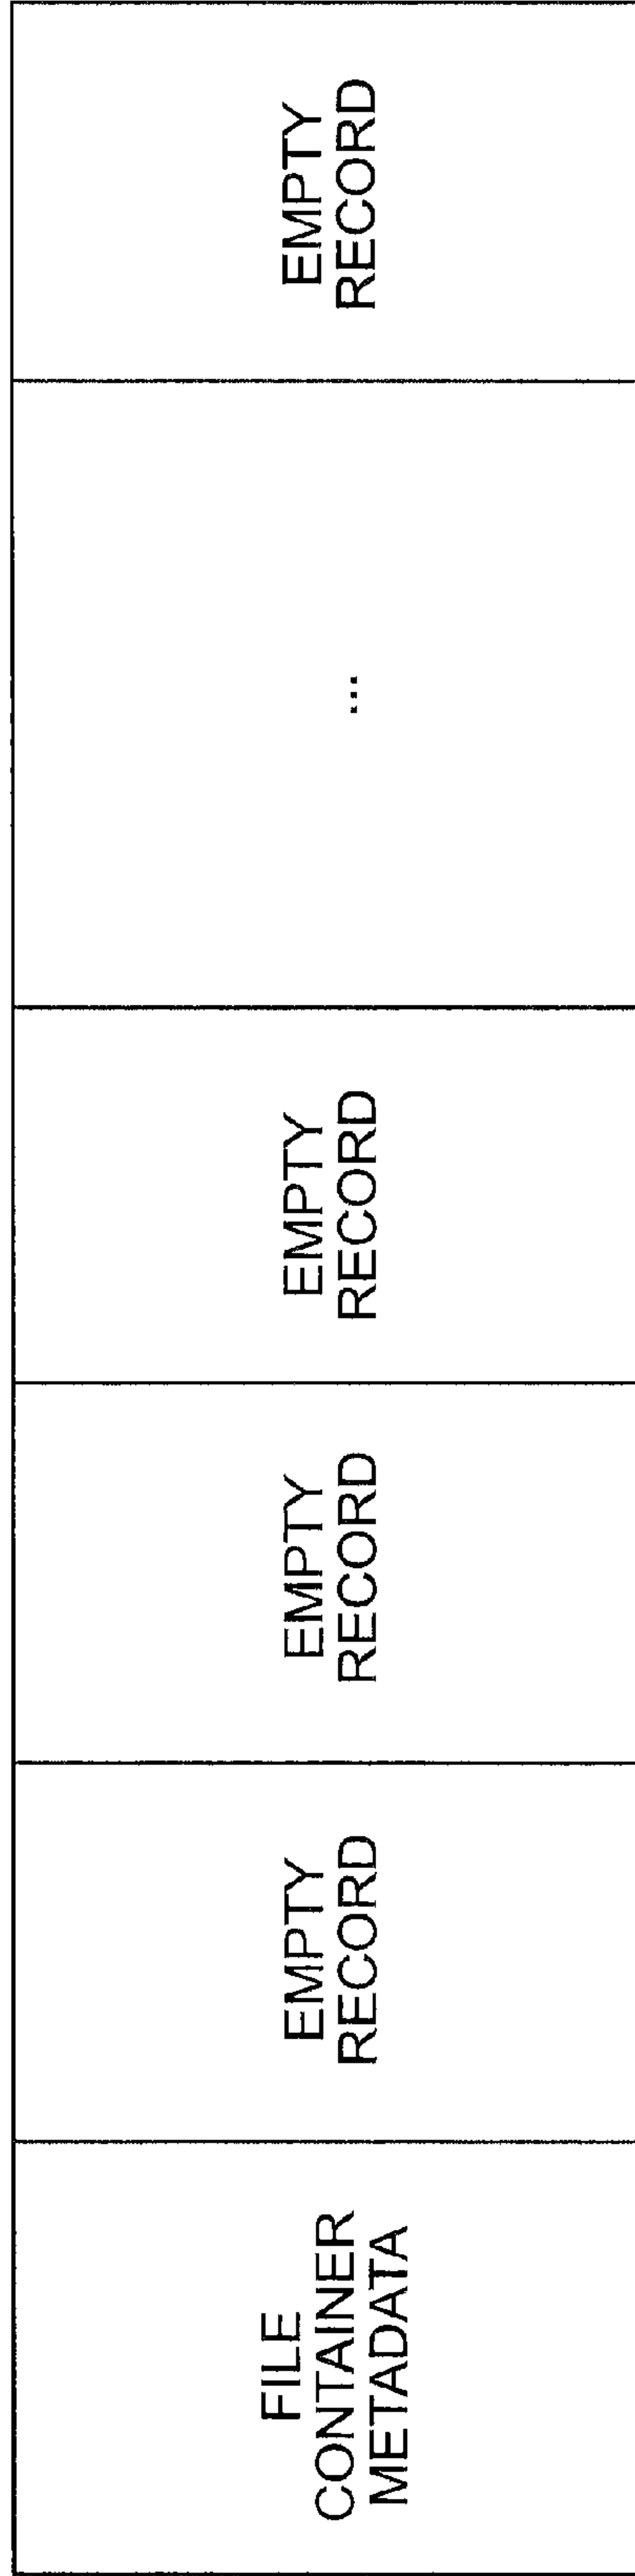 FILE
CONTAINER
METADATA
EMPTY
RECORD
EMPTY
RECORD
EMPTY
RECORD
...
EMPTY
RECORD